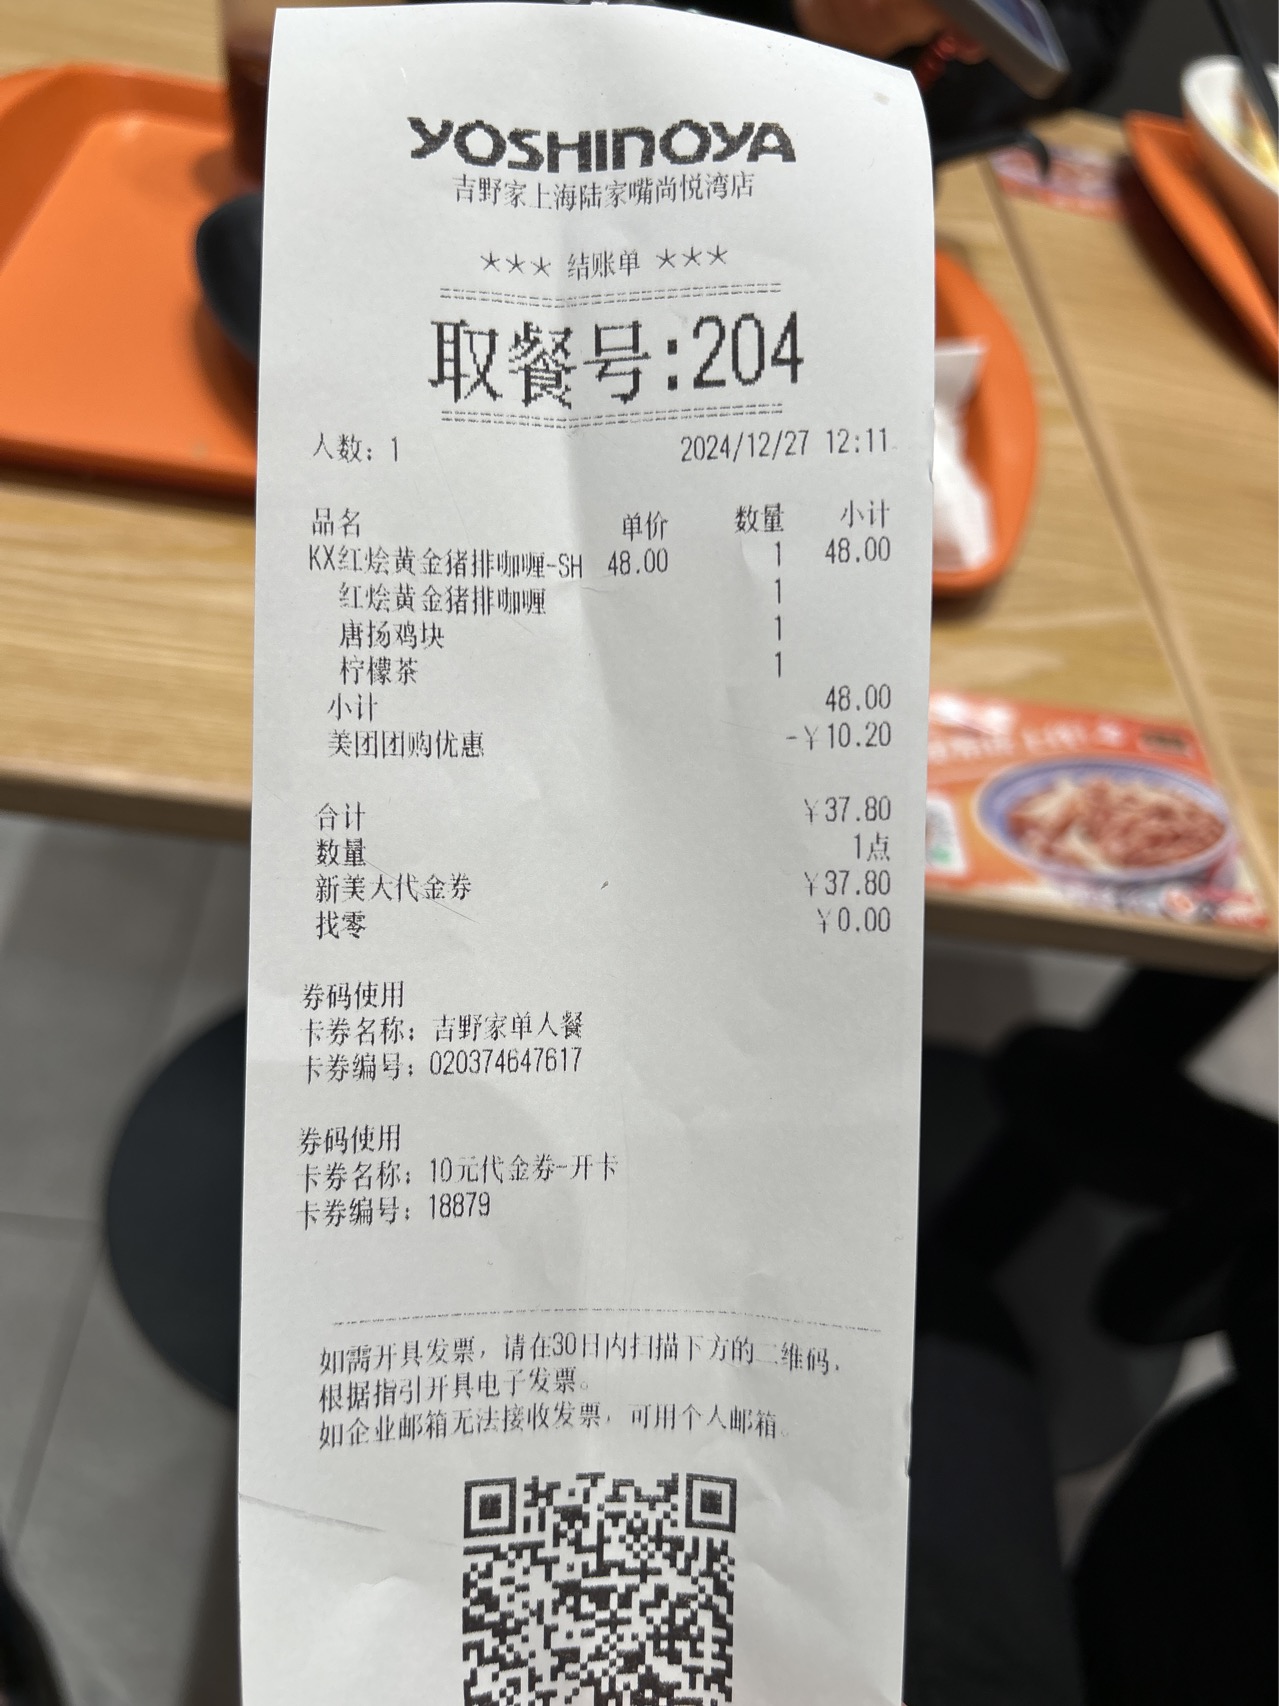 YOSHINOYA
吉野家上海陆家嘴尚悦湾店
*** 结账单 ***
取餐号:204
人数: 1 2024/12/27 12:11
品名 单价 数量 小计
KX红烩黄金猪排咖喱-SH 48.00 1 48.00
红烩黄金猪排咖喱 1
唐扬鸡块 1
柠檬茶 1
小计 48.00
美团团购优惠 -¥10.20
合计 ¥37.80
数量 1点
新美大代金券 ¥37.80
找零 ¥0.00
券码使用
卡券名称: 吉野家单人餐
卡券编号: 020374647617
券码使用
卡券名称: 10元代金券-开卡
卡券编号: 18879
如需开具发票，请在30日内扫描下方的二维码，
根据指引开具电子发票。
如企业邮箱无法接收发票，可用个人邮箱。